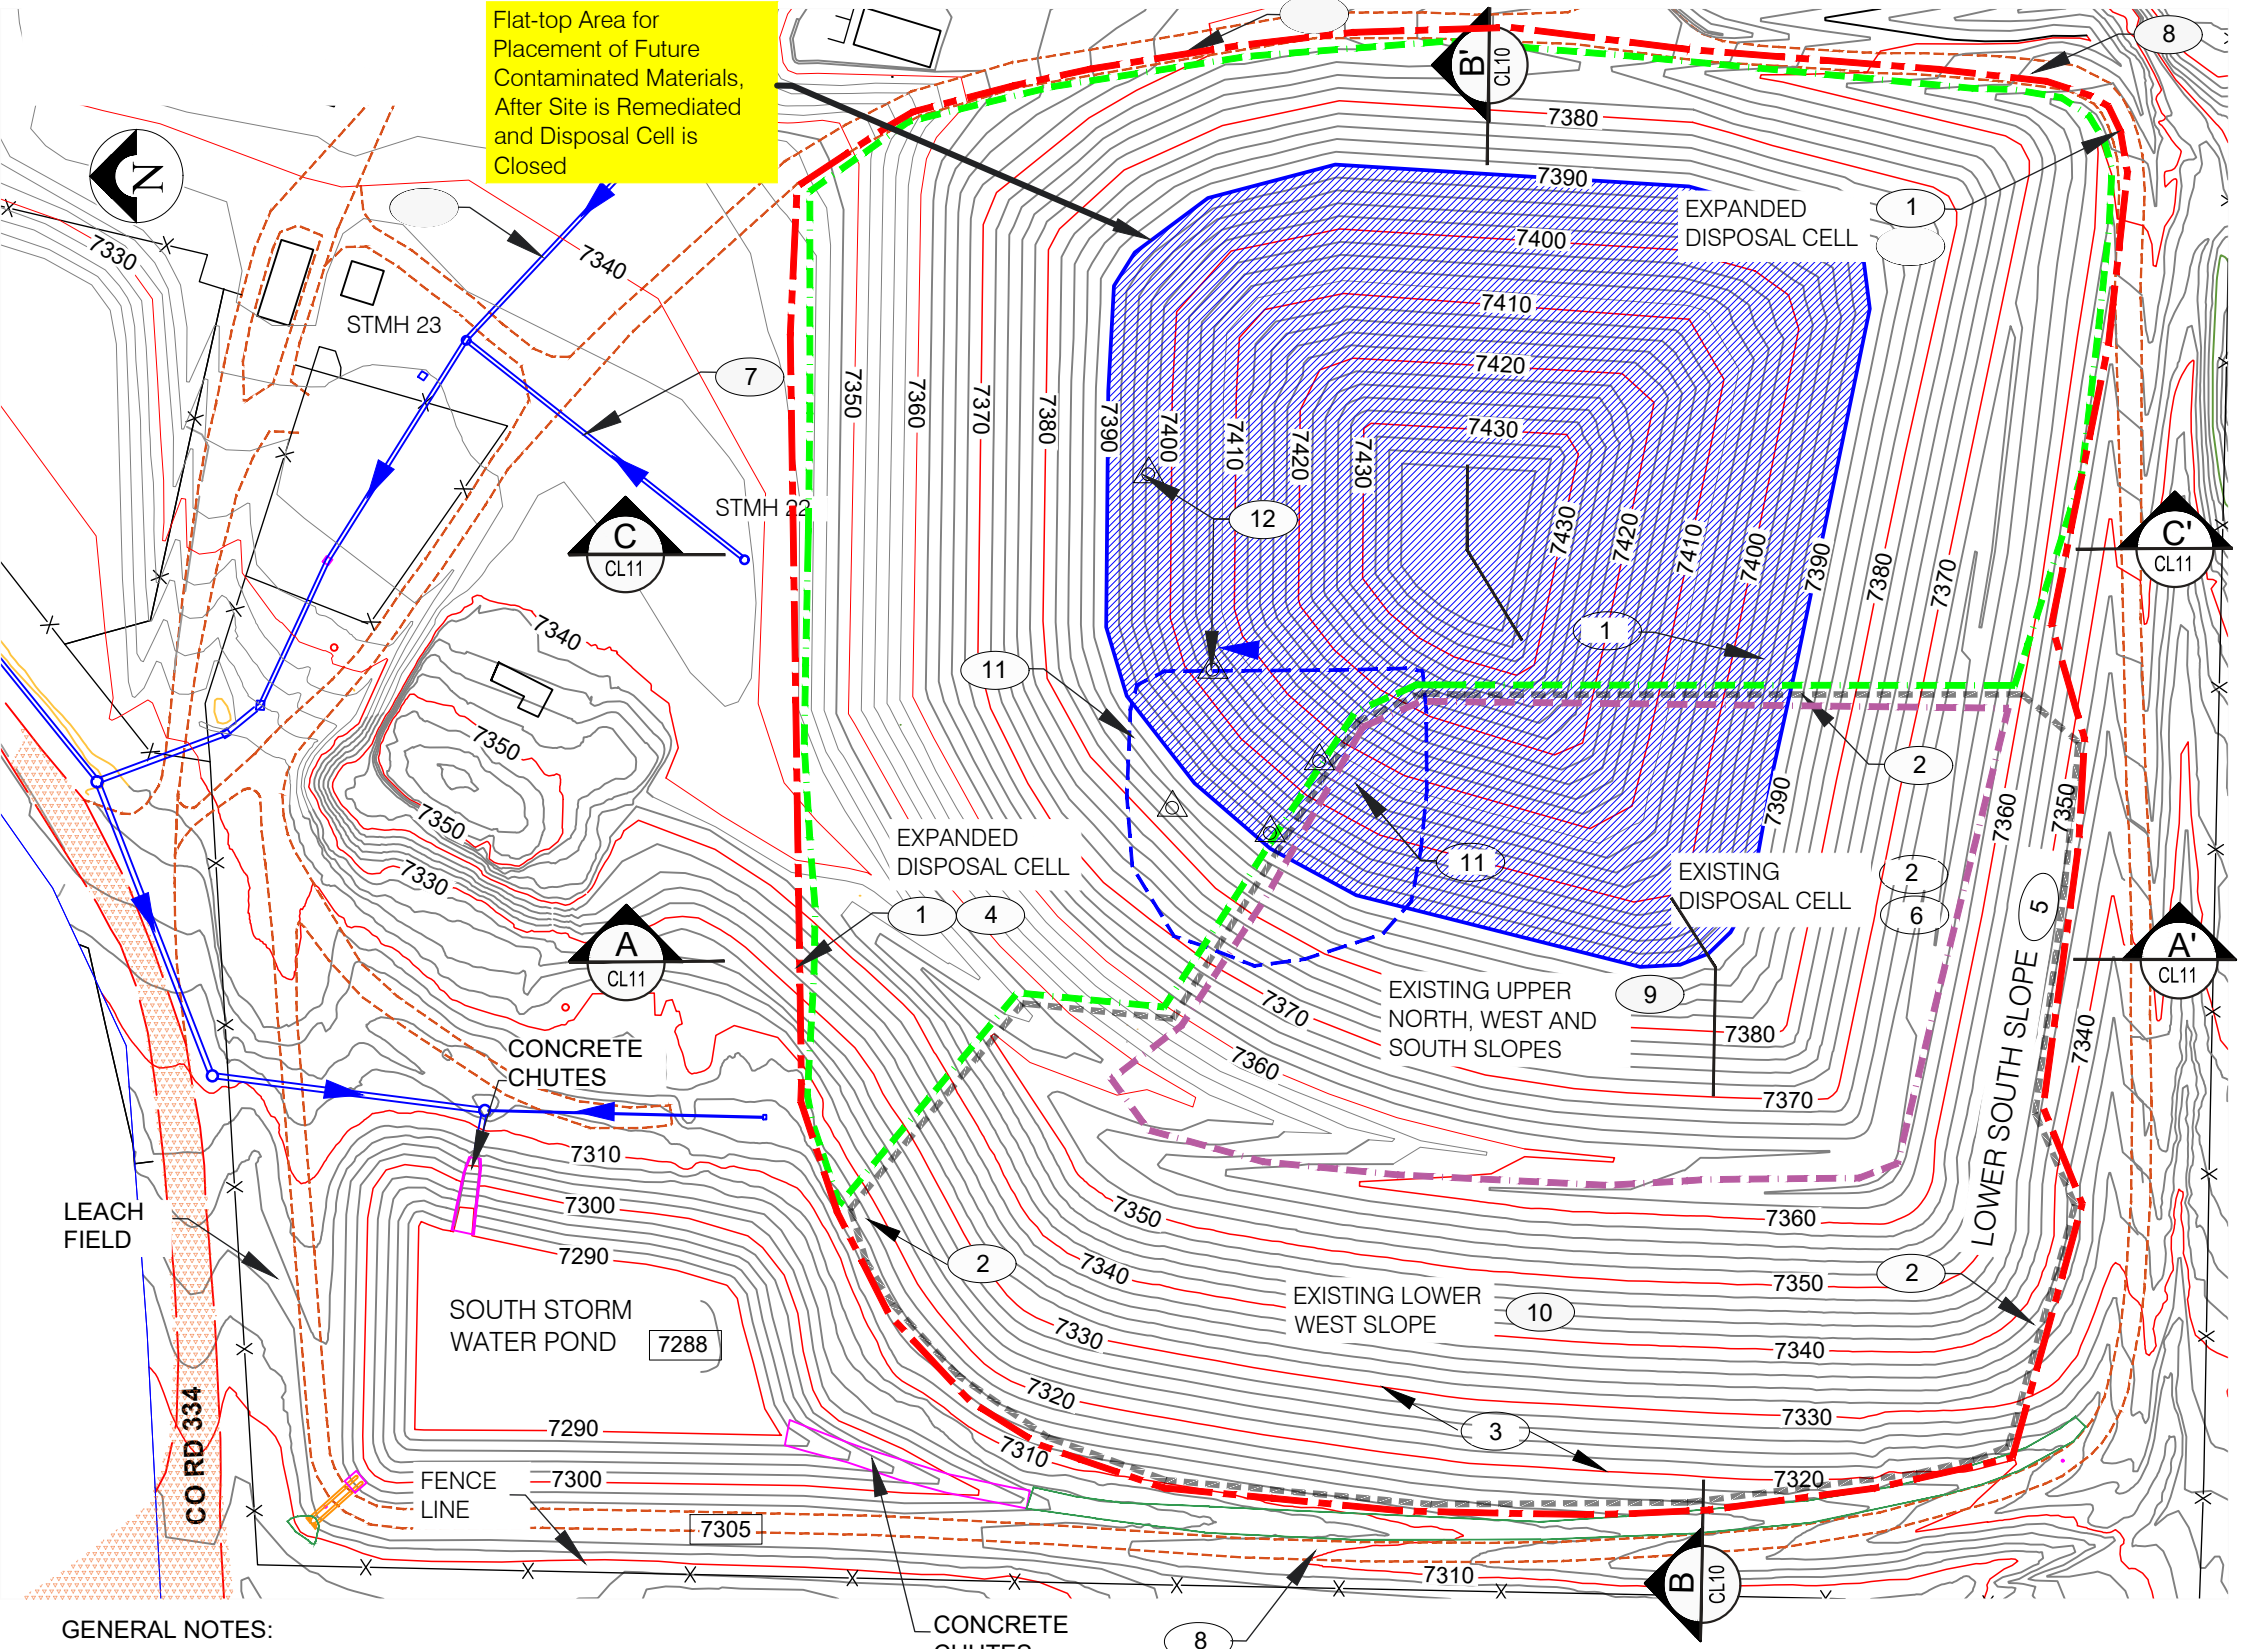 Flat-top Area for
Placement of Future
Contaminated Materials,
After Site is Remediated
and Disposal Cell is
Closed
B'
CL10
8
N
7380
7390
EXPANDED
DISPOSAL CELL
1
7330
7340
STMH 23
7400
7410
7420
7430
7
7350
7360
7370
7380
7390
7400
7410
7420
7430
STMH 22
12
C
CL11
7430
7420
7410
7400
7390
7380
7370
C'
CL11
7340
1
11
7350
2
7350
7330
7390
7360
7350
EXPANDED
DISPOSAL CELL
1
4
11
EXISTING
DISPOSAL CELL
2
6
5
A
CL11
A'
CL11
EXISTING UPPER
NORTH, WEST AND
SOUTH SLOPES
9
7370
7380
7340
LOWER SOUTH SLOPE
7360
7370
CONCRETE
CHUTES
7310
7300
7290
LEACH
FIELD
7350
7360
2
7340
7350
2
SOUTH STORM
WATER POND
7288
EXISTING LOWER
WEST SLOPE
10
7330
7340
7320
7330
3
7310
7320
CO RD 334
7290
7300
FENCE
LINE
7305
7310
B
CL10
GENERAL NOTES:
CONCRETE
CHUTES
8